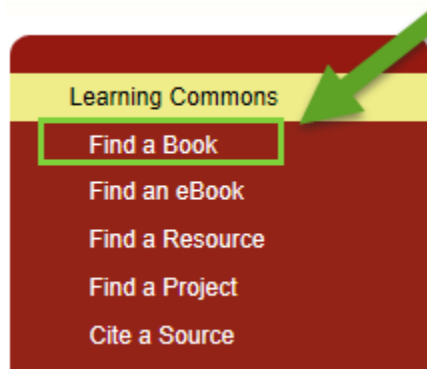 Learning Commons
Find a Book
Find an eBook
Find a Resource
Find a Project
Cite a Source